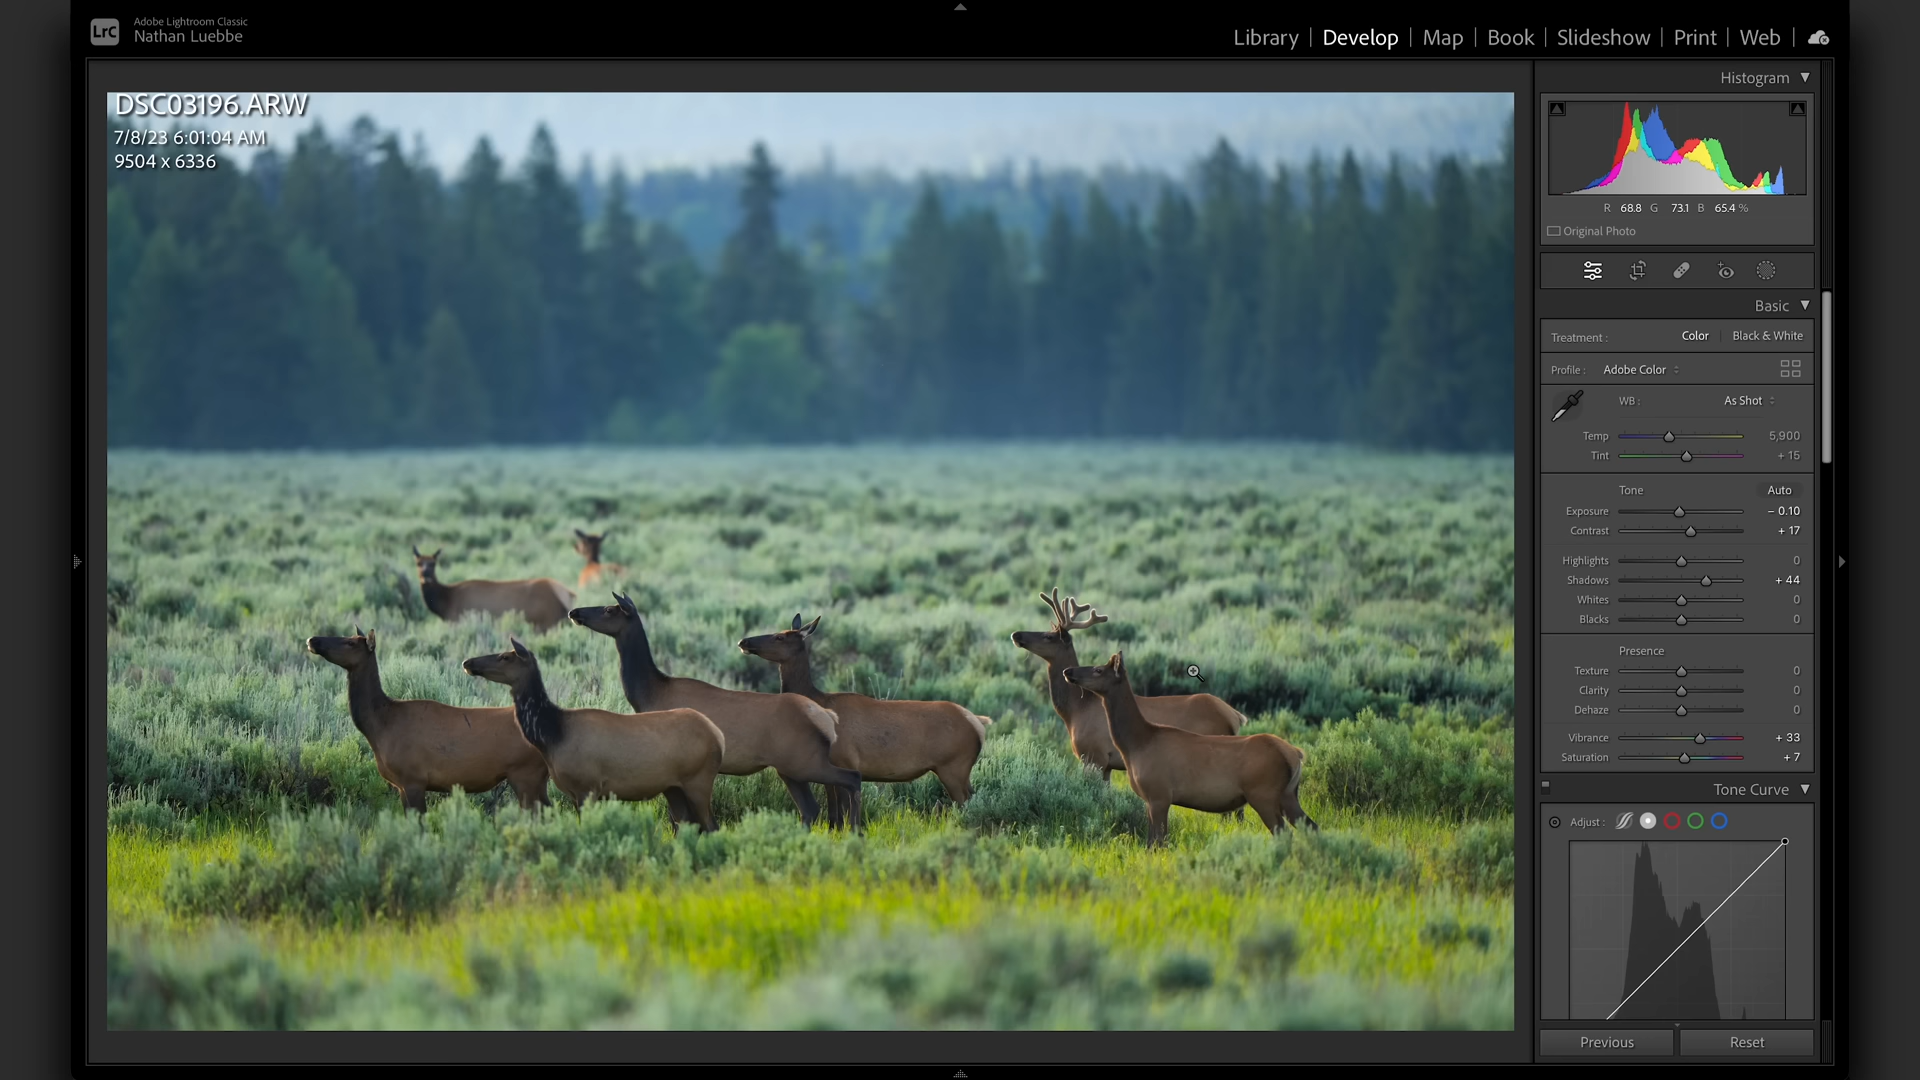 LrC
Adobe Lightroom Classic
Nathan Luebbe
Library | Develop | Map | Book | Slideshow | Print | Web |
DSC03196.ARW
7/8/23 6:01:04 AM
9504 x 6336
Histogram
R 68.8 G 73.1 B 65.4 %
Original Photo
Basic
Treatment : Color | Black & White
Profile : Adobe Color
WB : As Shot
Temp 5,900
Tint + 15
Tone Auto
Exposure – 0.10
Contrast + 17
Highlights 0
Shadows + 44
Whites 0
Blacks 0
Presence
Texture 0
Clarity 0
Dehaze 0
Vibrance + 33
Saturation + 7
Tone Curve
Adjust :
Previous Reset